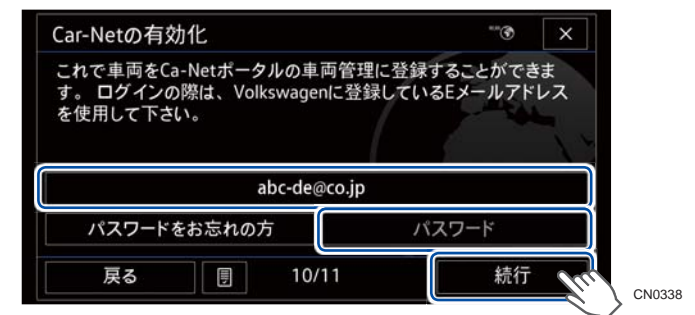 Car-Netの有効化
これで車両をCa-Netポータルの車両管理に登録することができま
す。 ログインの際は、Volkswagenに登録しているEメールアドレス
を使用して下さい。
abc-de@co.jp
パスワードをお忘れの方 パスワード
戻る 10/11 続行
CN0338